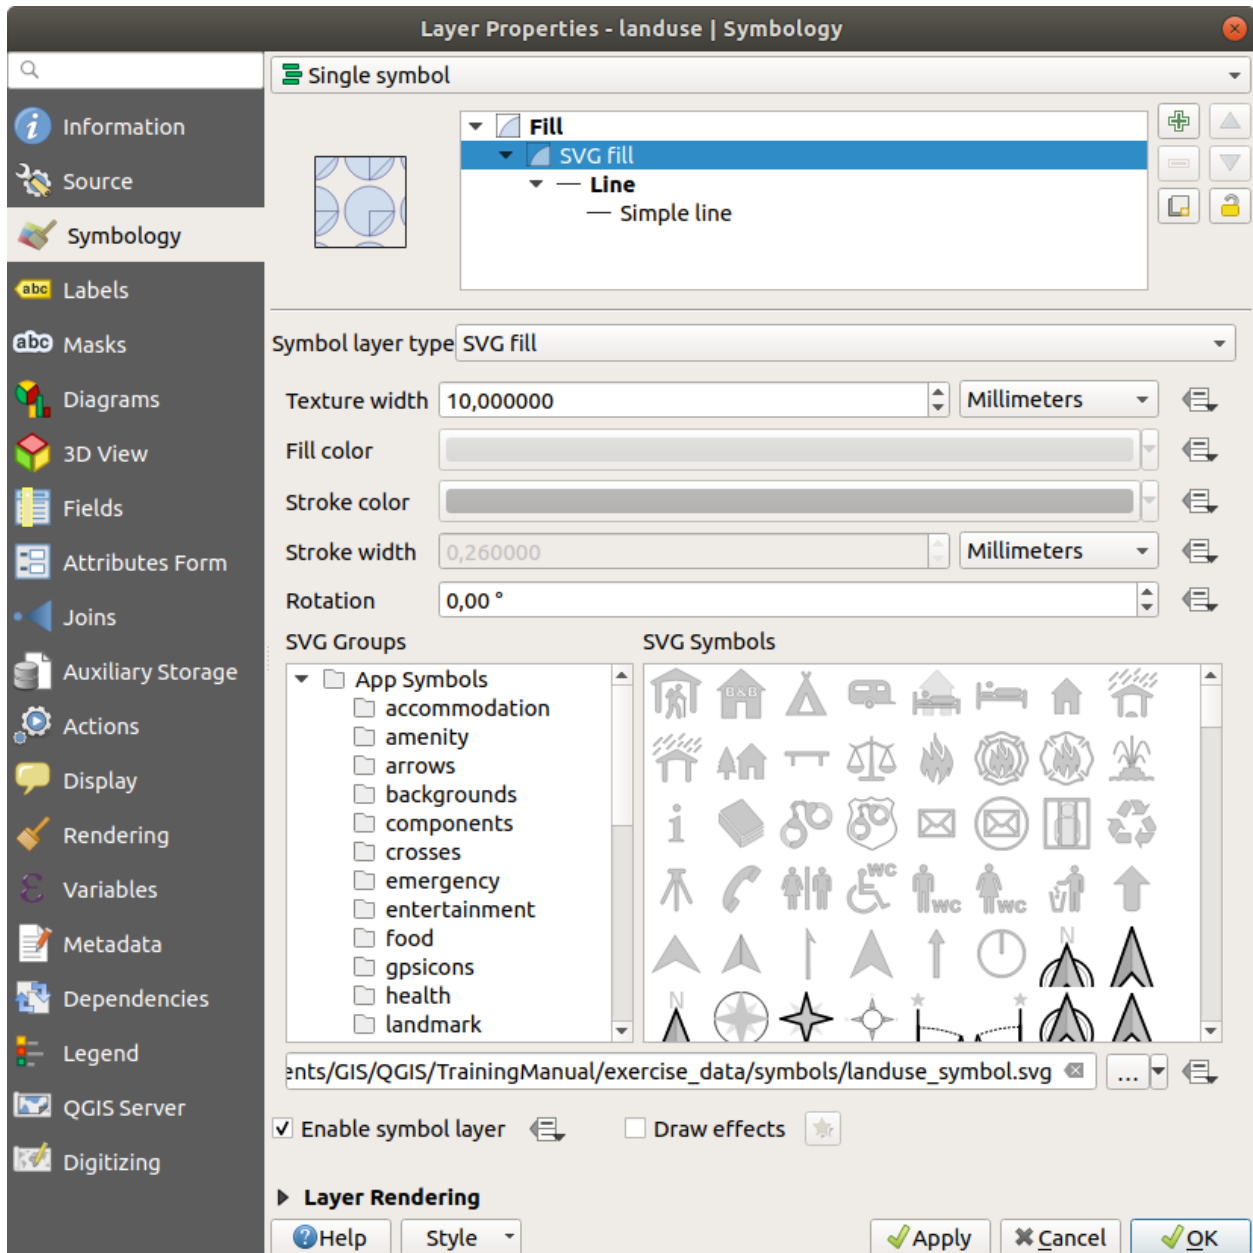 Layer Properties - landuse | Symbology
Information
Source
Symbology
Labels
Masks
Diagrams
3D View
Fields
Attributes Form
Joins
Auxiliary Storage
Actions
Display
Rendering
Variables
Metadata
Dependencies
Legend
QGIS Server
Digitizing
Single symbol
Fill
SVG fill
Line
Simple line
Symbol layer type SVG fill
Texture width 10,000000 Millimeters
Fill color
Stroke color
Stroke width 0,260000 Millimeters
Rotation 0,00 °
SVG Groups
App Symbols
accommodation
amenity
arrows
backgrounds
components
crosses
emergency
entertainment
food
gpsicons
health
landmark
SVG Symbols
B&B
WC
WC
WC
N
N
ents/GIS/QGIS/TrainingManual/exercise_data/symbols/landuse_symbol.svg ...
Enable symbol layer Draw effects
Layer Rendering
Help Style Apply Cancel OK